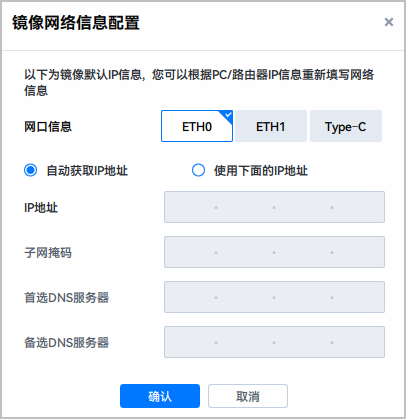 镜像网络信息配置
以下为镜像默认IP信息，您可以根据PC/路由器IP信息重新填写网络
信息
网口信息 ETH0 ETH1 Type-C
自动获取IP地址 使用下面的IP地址
IP地址
子网掩码
首选DNS服务器
备选DNS服务器
确认 取消